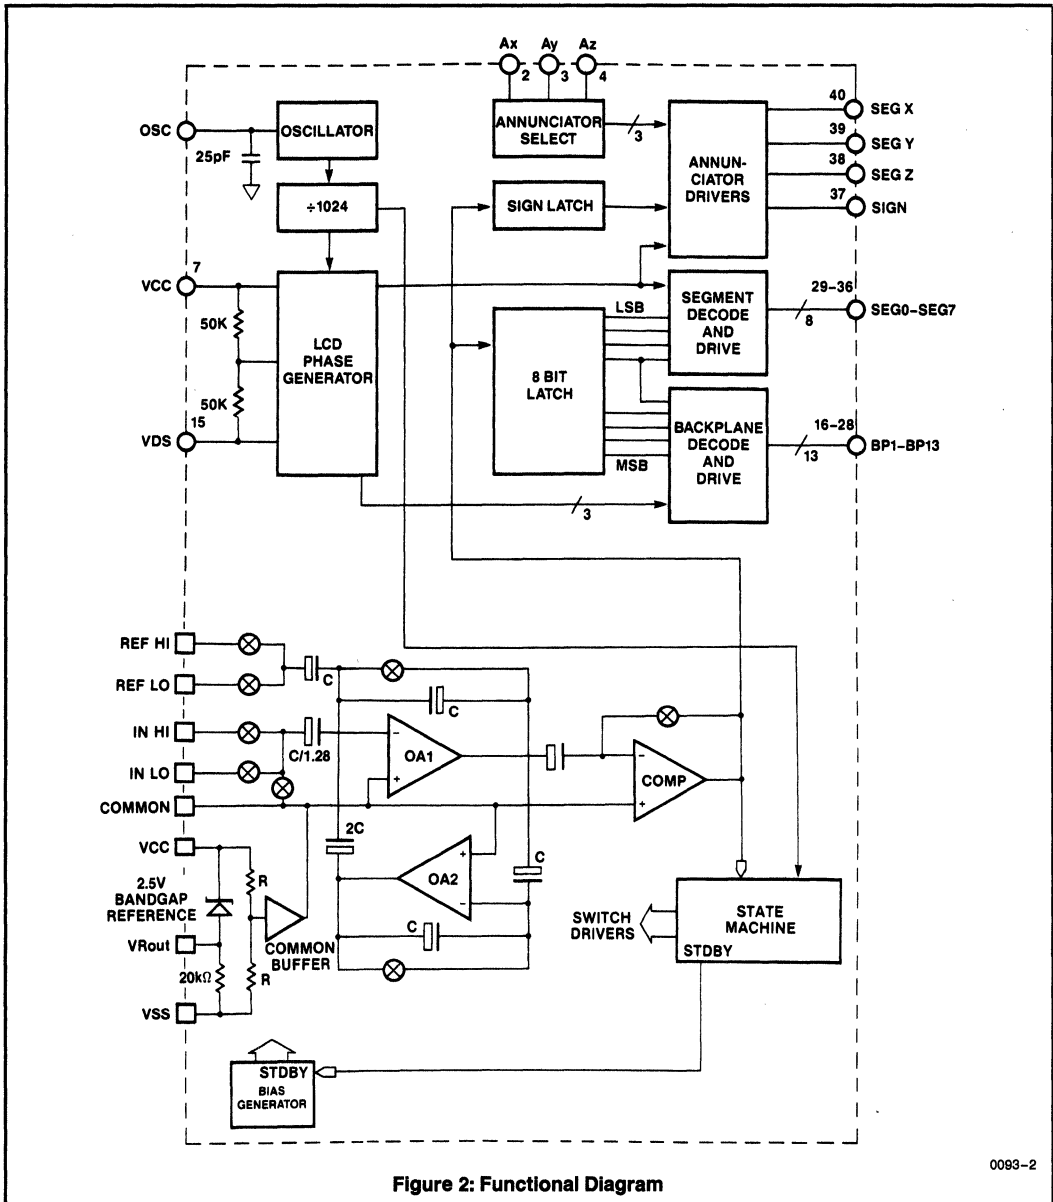 Ax Ay Az
2 3 4
OSC
25pF
OSCILLATOR
ANNUNCIATOR
SELECT
3
ANNUN-
CIATOR
DRIVERS
40 SEG X
39 SEG Y
38 SEG Z
37 SIGN
÷1024
SIGN LATCH
7
VCC
50K
50K
15
VDS
LCD
PHASE
GENERATOR
8 BIT
LATCH
LSB
MSB
SEGMENT
DECODE
AND
DRIVE
29–36
8
SEG0–SEG7
BACKPLANE
DECODE
AND
DRIVE
16–28
13
BP1–BP13
3
REF HI
REF LO
C
C
IN HI
IN LO
C/1.28
− OA1
+
− COMP
+
COMMON
2C
VCC
2.5V
BANDGAP
REFERENCE
R
COMMON
BUFFER
VRout
20kΩ
R
VSS
+
OA2
−
C
C
SWITCH
DRIVERS
STATE
MACHINE
STDBY
STDBY
BIAS
GENERATOR
0093–2
Figure 2: Functional Diagram